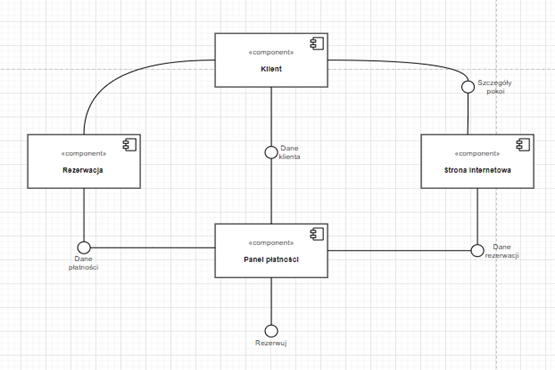 «component»
Klient
Szczegóły
pokoi
«component»
Rezerwacja
Dane
klienta
«component»
Strona internetowa
«component»
Panel płatności
Dane
płatności
Dane
rezerwacji
Rezerwuj